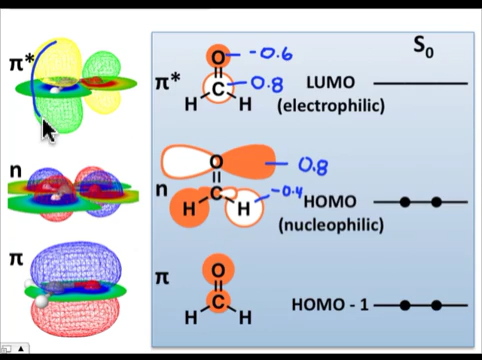 S₀
π*
π*
O
-0.6
C
0.8
H H
LUMO
(electrophilic)
n
n
O
0.8
C
H H
-0.4
HOMO
(nucleophilic)
π
π
O
C
H H
HOMO - 1